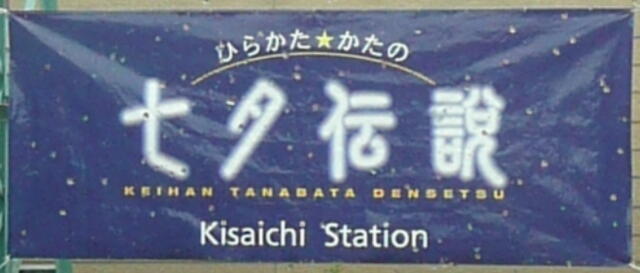 ひらかた★かたの
七夕伝説
KEIHAN TANABATA DENSETSU
Kisaichi Station